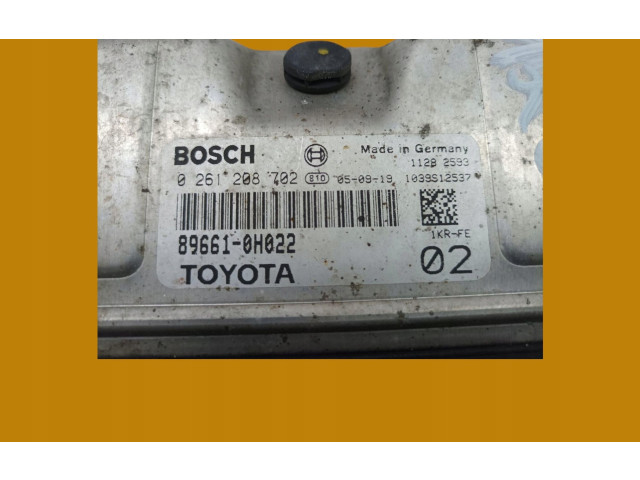 BOSCH Made in Germany
1128 2593
0 261 208 702 E10 05-09-19 1039S12537
1KR-FE
89661-0H022
TOYOTA 02